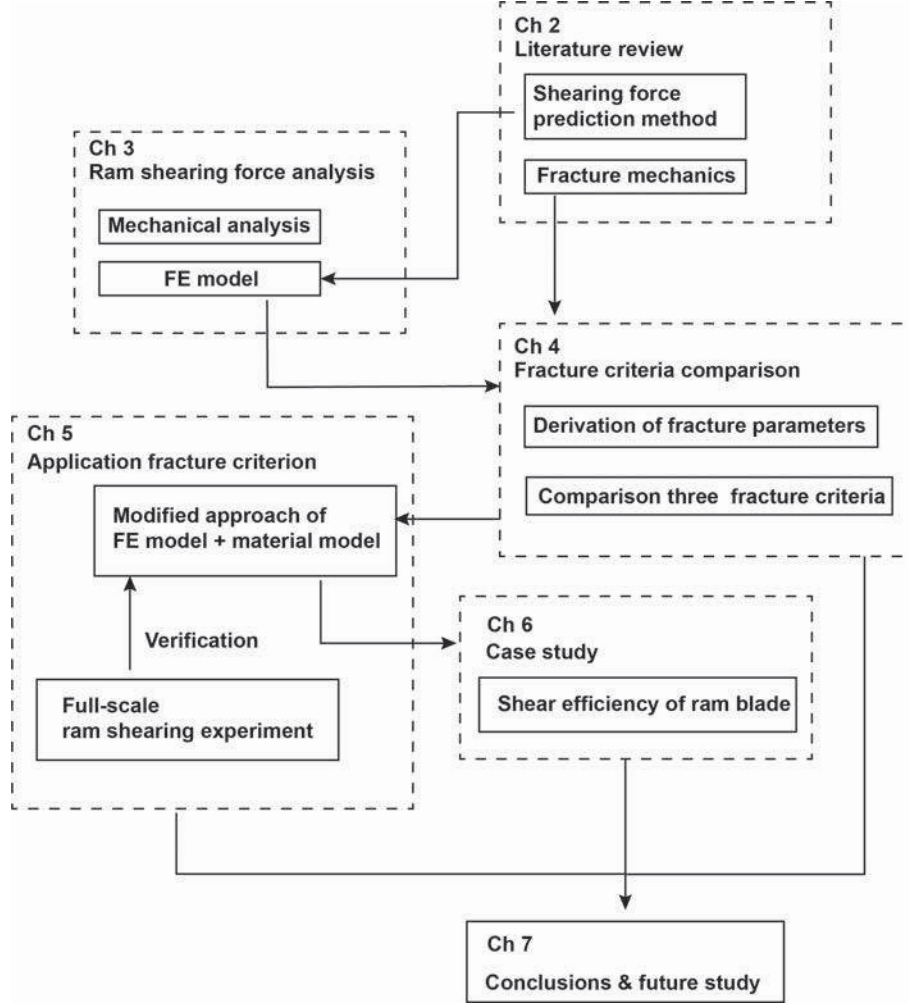 Ch 2
Literature review
Shearing force
prediction method
Fracture mechanics
Ch 3
Ram shearing force analysis
Mechanical analysis
FE model
Ch 4
Fracture criteria comparison
Derivation of fracture parameters
Comparison three fracture criteria
Ch 5
Application fracture criterion
Modified approach of
FE model + material model
Verification
Full-scale
ram shearing experiment
Ch 6
Case study
Shear efficiency of ram blade
Ch 7
Conclusions & future study